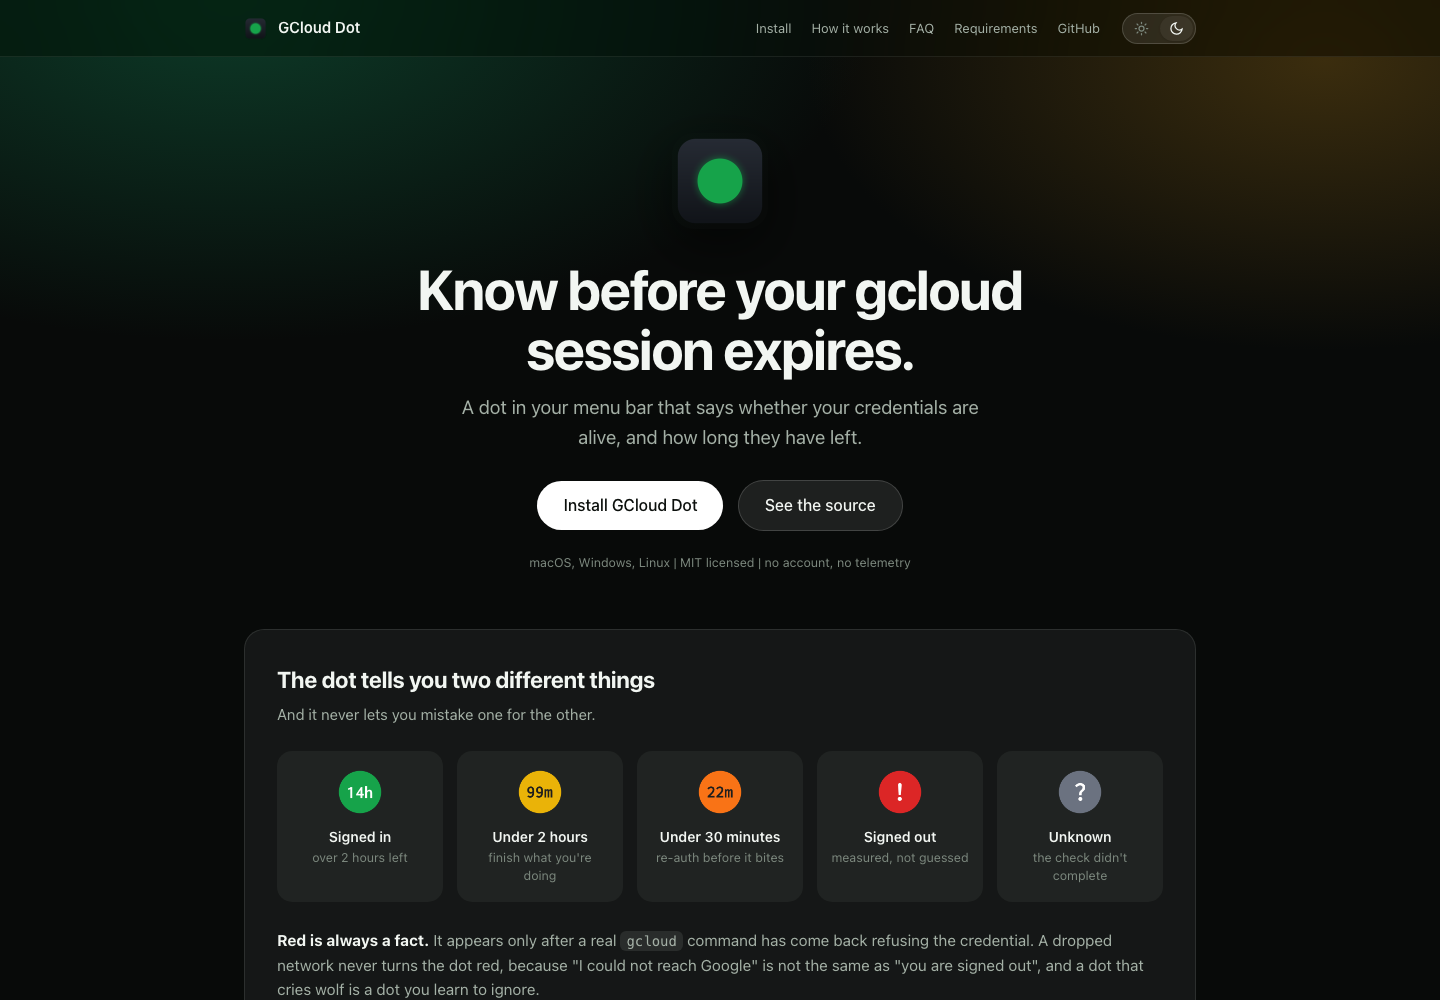 GCloud Dot
Install How it works FAQ Requirements GitHub
Know before your gcloud
session expires.
A dot in your menu bar that says whether your credentials are
alive, and how long they have left.
Install GCloud Dot See the source
macOS, Windows, Linux | MIT licensed | no account, no telemetry
The dot tells you two different things
And it never lets you mistake one for the other.
14h
Signed in
over 2 hours left
99m
Under 2 hours
finish what you're
doing
22m
Under 30 minutes
re-auth before it bites
!
Signed out
measured, not guessed
?
Unknown
the check didn't
complete
Red is always a fact. It appears only after a real gcloud command has come back refusing the credential. A dropped
network never turns the dot red, because "I could not reach Google" is not the same as "you are signed out", and a dot that
cries wolf is a dot you learn to ignore.